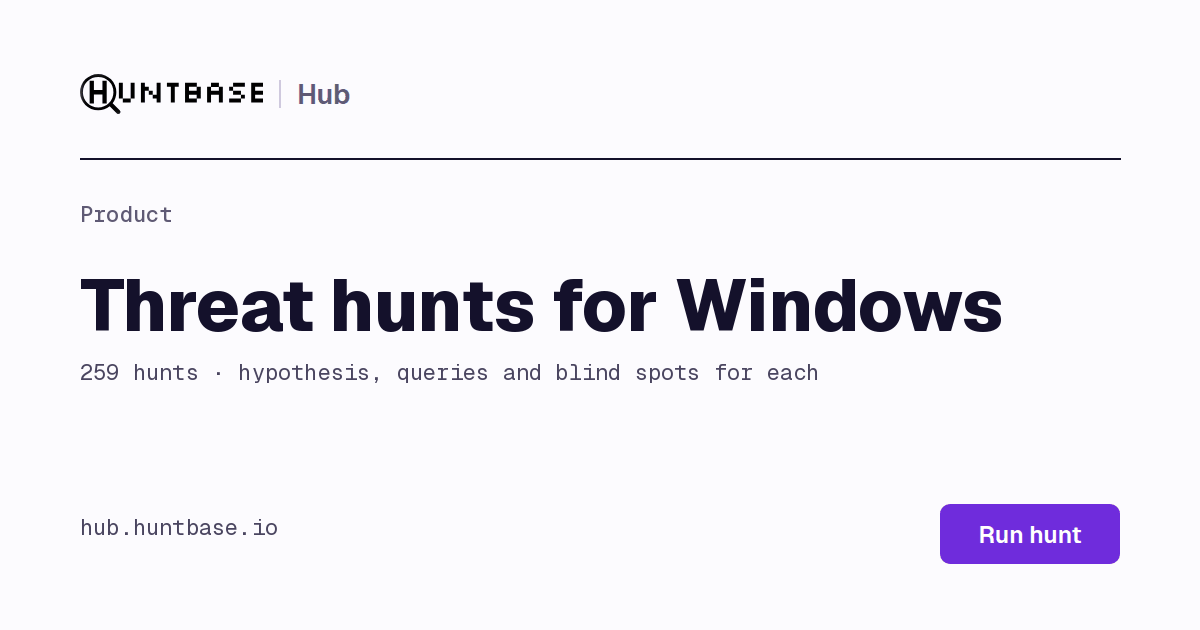 HUNTBASE | Hub
Product
Threat hunts for Windows
259 hunts · hypothesis, queries and blind spots for each
hub.huntbase.io
Run hunt